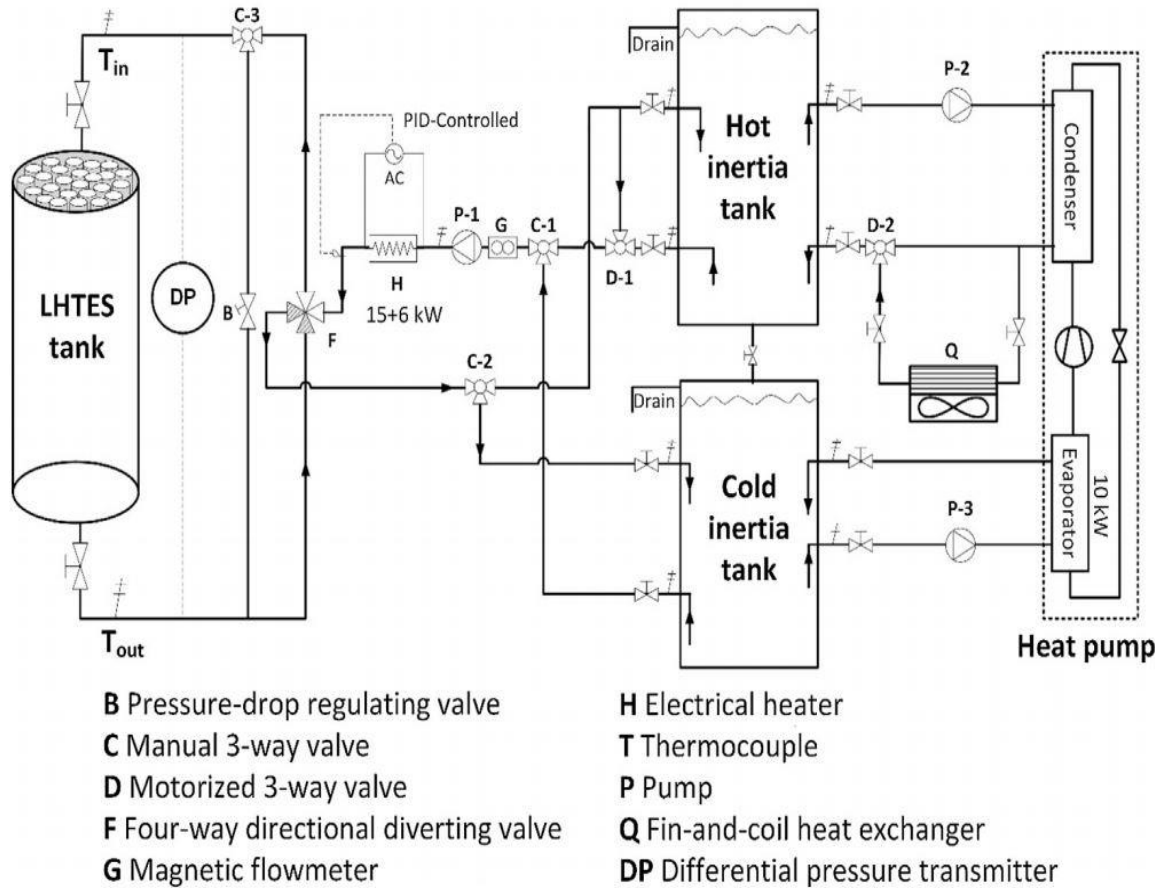 C-3
Drain
T_in
P-2
PID-Controlled
Hot
inertia
tank
Condenser
AC
P-1
G
C-1
D-2
LHTES
tank
DP
B
H
D-1
15+6 kW
F
Q
C-2
Drain
Cold
inertia
tank
Evaporator
10 kW
P-3
T_out
Heat pump
B Pressure-drop regulating valve
C Manual 3-way valve
D Motorized 3-way valve
F Four-way directional diverting valve
G Magnetic flowmeter
H Electrical heater
T Thermocouple
P Pump
Q Fin-and-coil heat exchanger
DP Differential pressure transmitter